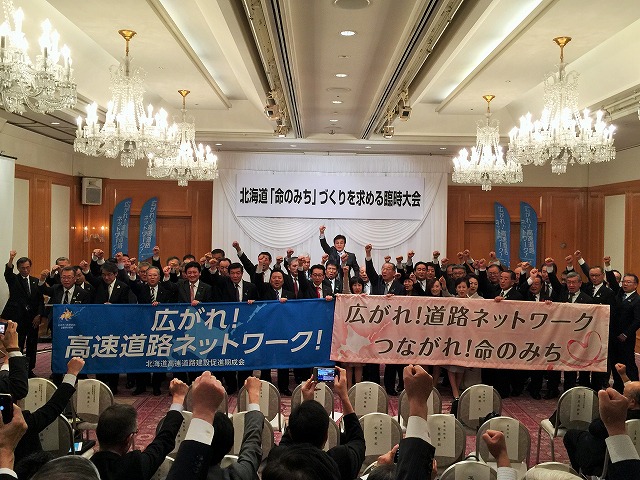 北海道「命のみち」づくりを求める臨時大会
広がれ！
高速道路ネットワーク！
北海道高速道路建設促進期成会
広がれ！道路ネットワーク
つながれ！命のみち